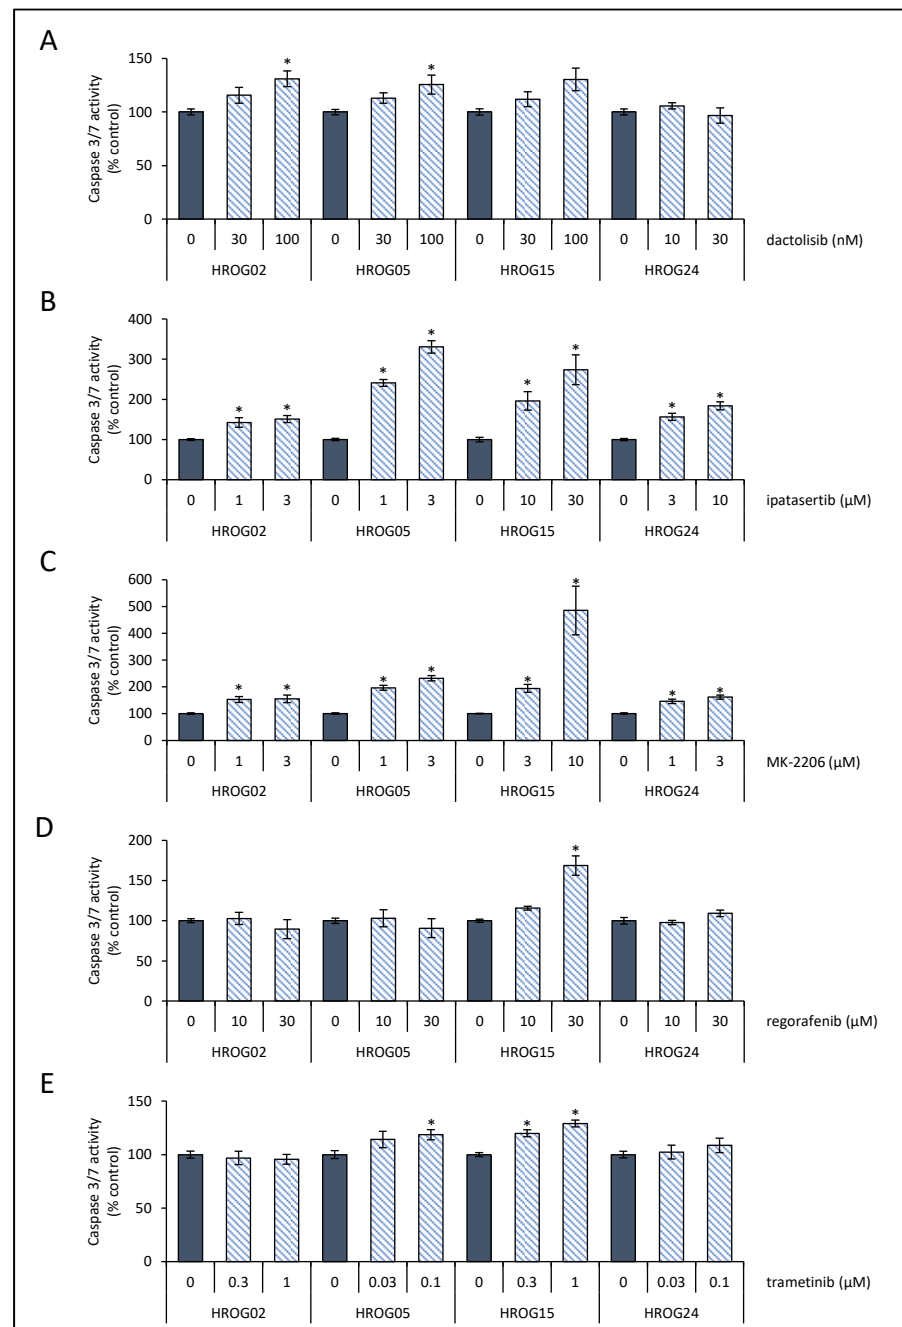 A
Caspase 3/7 activity
(% control)
150
100
50
0
* *
0 30 100 0 30 100 0 30 100 0 10 30 dactolisib (nM)
HROG02 HROG05 HROG15 HROG24
B
Caspase 3/7 activity
(% control)
400
300
200
100
0
* * * * * * * *
0 1 3 0 1 3 0 10 30 0 3 10 ipatasertib (µM)
HROG02 HROG05 HROG15 HROG24
C
Caspase 3/7 activity
(% control)
600
500
400
300
200
100
0
* * * * * * * *
0 1 3 0 1 3 0 3 10 0 1 3 MK-2206 (µM)
HROG02 HROG05 HROG15 HROG24
D
Caspase 3/7 activity
(% control)
200
150
100
50
0
*
0 10 30 0 10 30 0 10 30 0 10 30 regorafenib (µM)
HROG02 HROG05 HROG15 HROG24
E
Caspase 3/7 activity
(% control)
150
100
50
0
* * *
0 0.3 1 0 0.03 0.1 0 0.3 1 0 0.03 0.1 trametinib (µM)
HROG02 HROG05 HROG15 HROG24